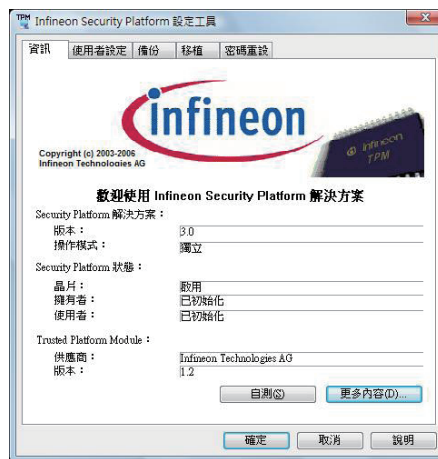 Infineon Security Platform 設定工具
資訊 使用者設定 備份 移植 密碼重設
infineon
Copyright (c) 2003-2006
Infineon Technologies AG
infineon
TPM
歡迎使用 Infineon Security Platform 解決方案
Security Platform 解決方案：
版本： 3.0
操作模式： 獨立
Security Platform 狀態：
晶片： 啟用
擁有者： 已初始化
使用者： 已初始化
Trusted Platform Module：
供應商： Infineon Technologies AG
版本： 1.2
自測(S) 更多內容(D)...
確定 取消 說明